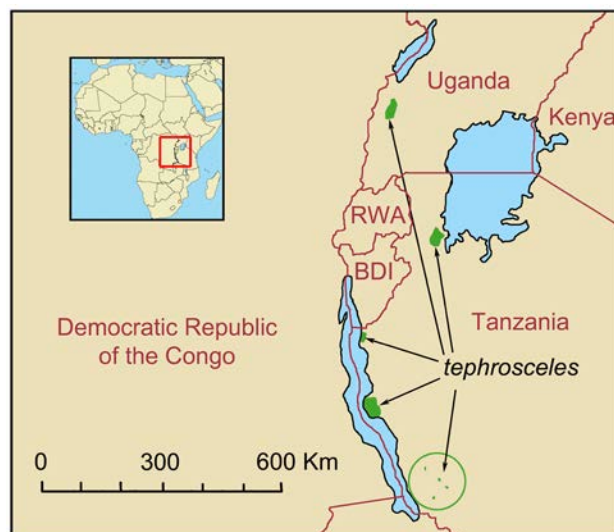 Uganda
Kenya
RWA
BDI
Democratic Republic
of the Congo
Tanzania
tephrosceles
0 300 600 Km